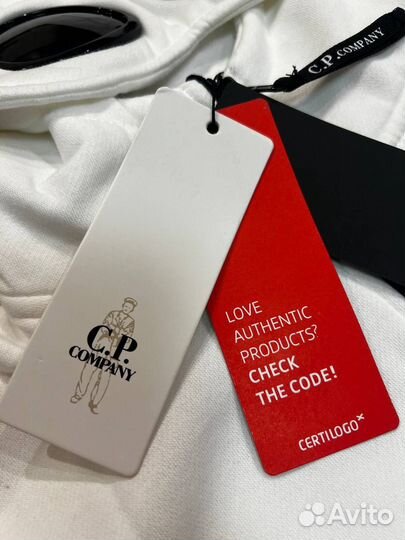 C.P. COMPANY
C.P.
COMPANY
LOVE
AUTHENTIC
PRODUCTS?
CHECK
THE CODE!
CERTILOGO
Avito